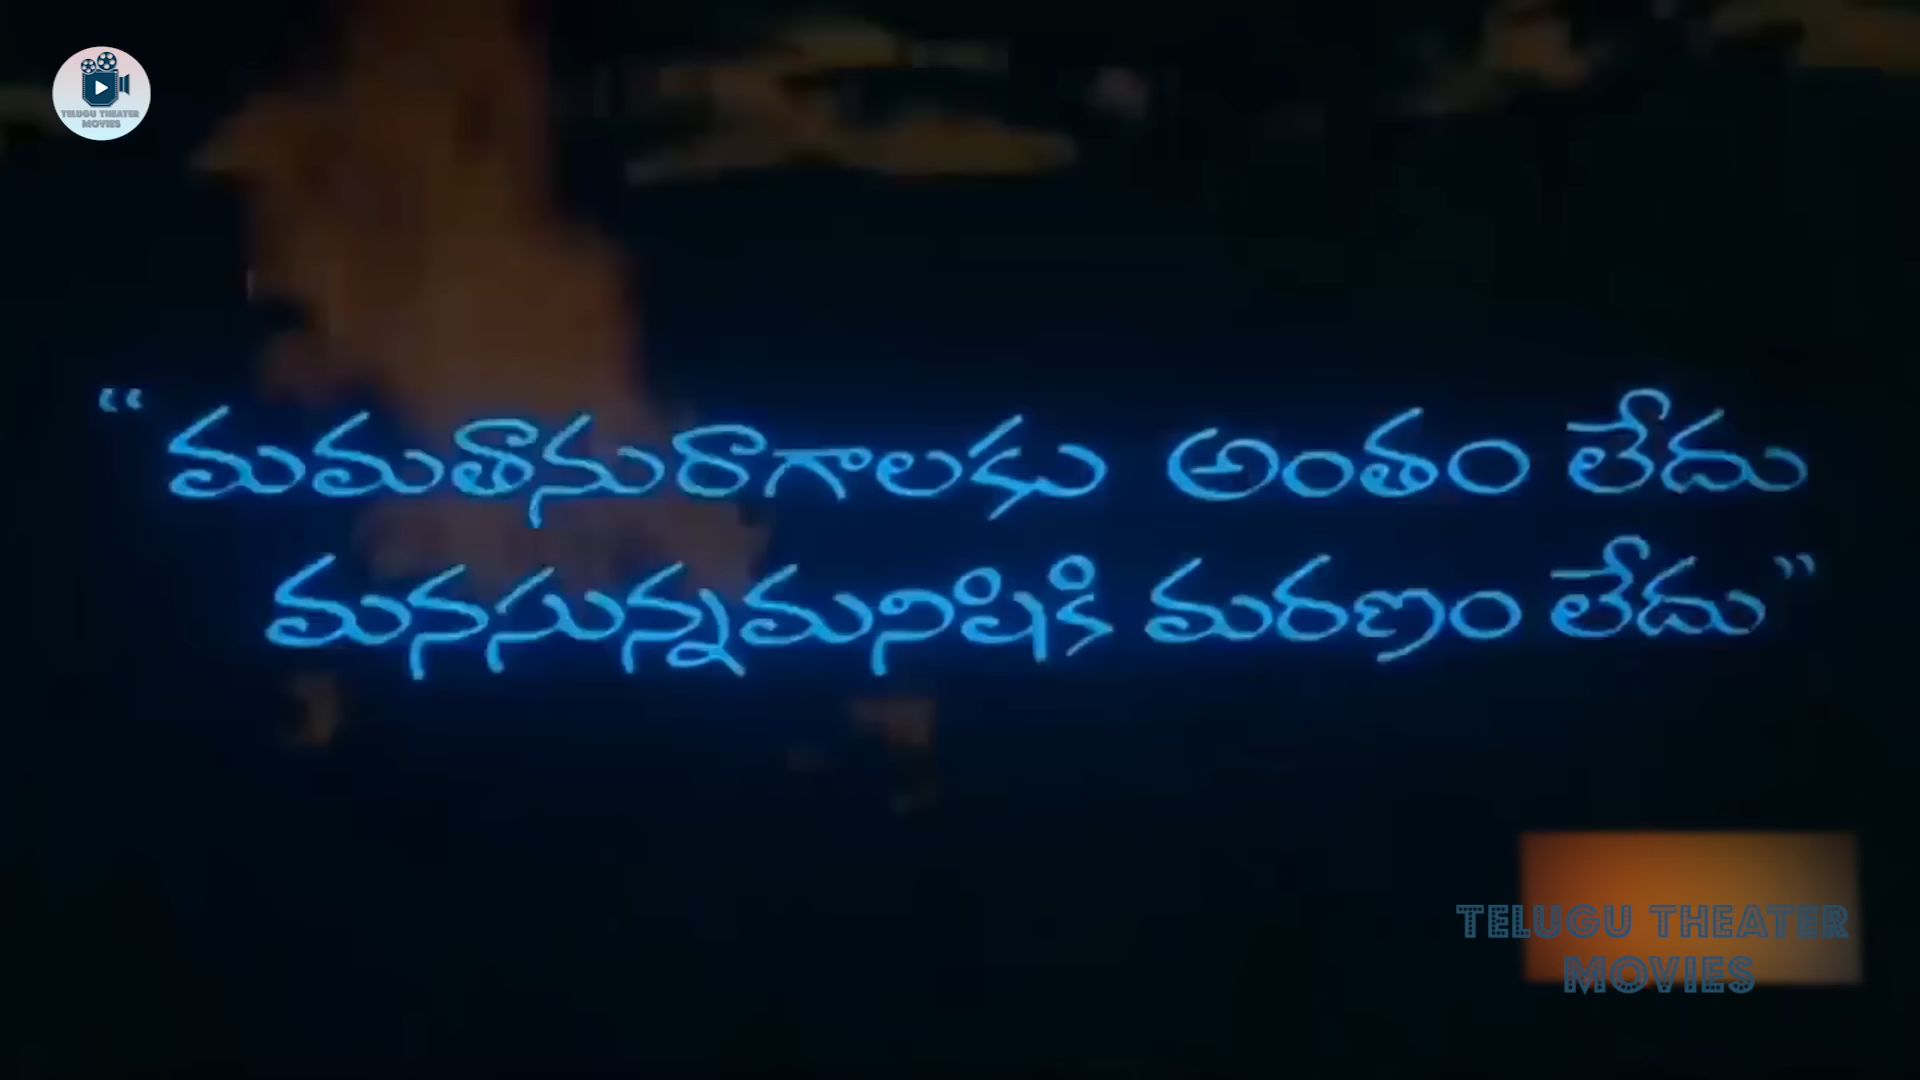 TELUGU THEATER
MOVIES
“మమతానురాగాలకు అంతం లేదు
మనసున్నమనిషికి మరణం లేదు”
TELUGU THEATER
MOVIES